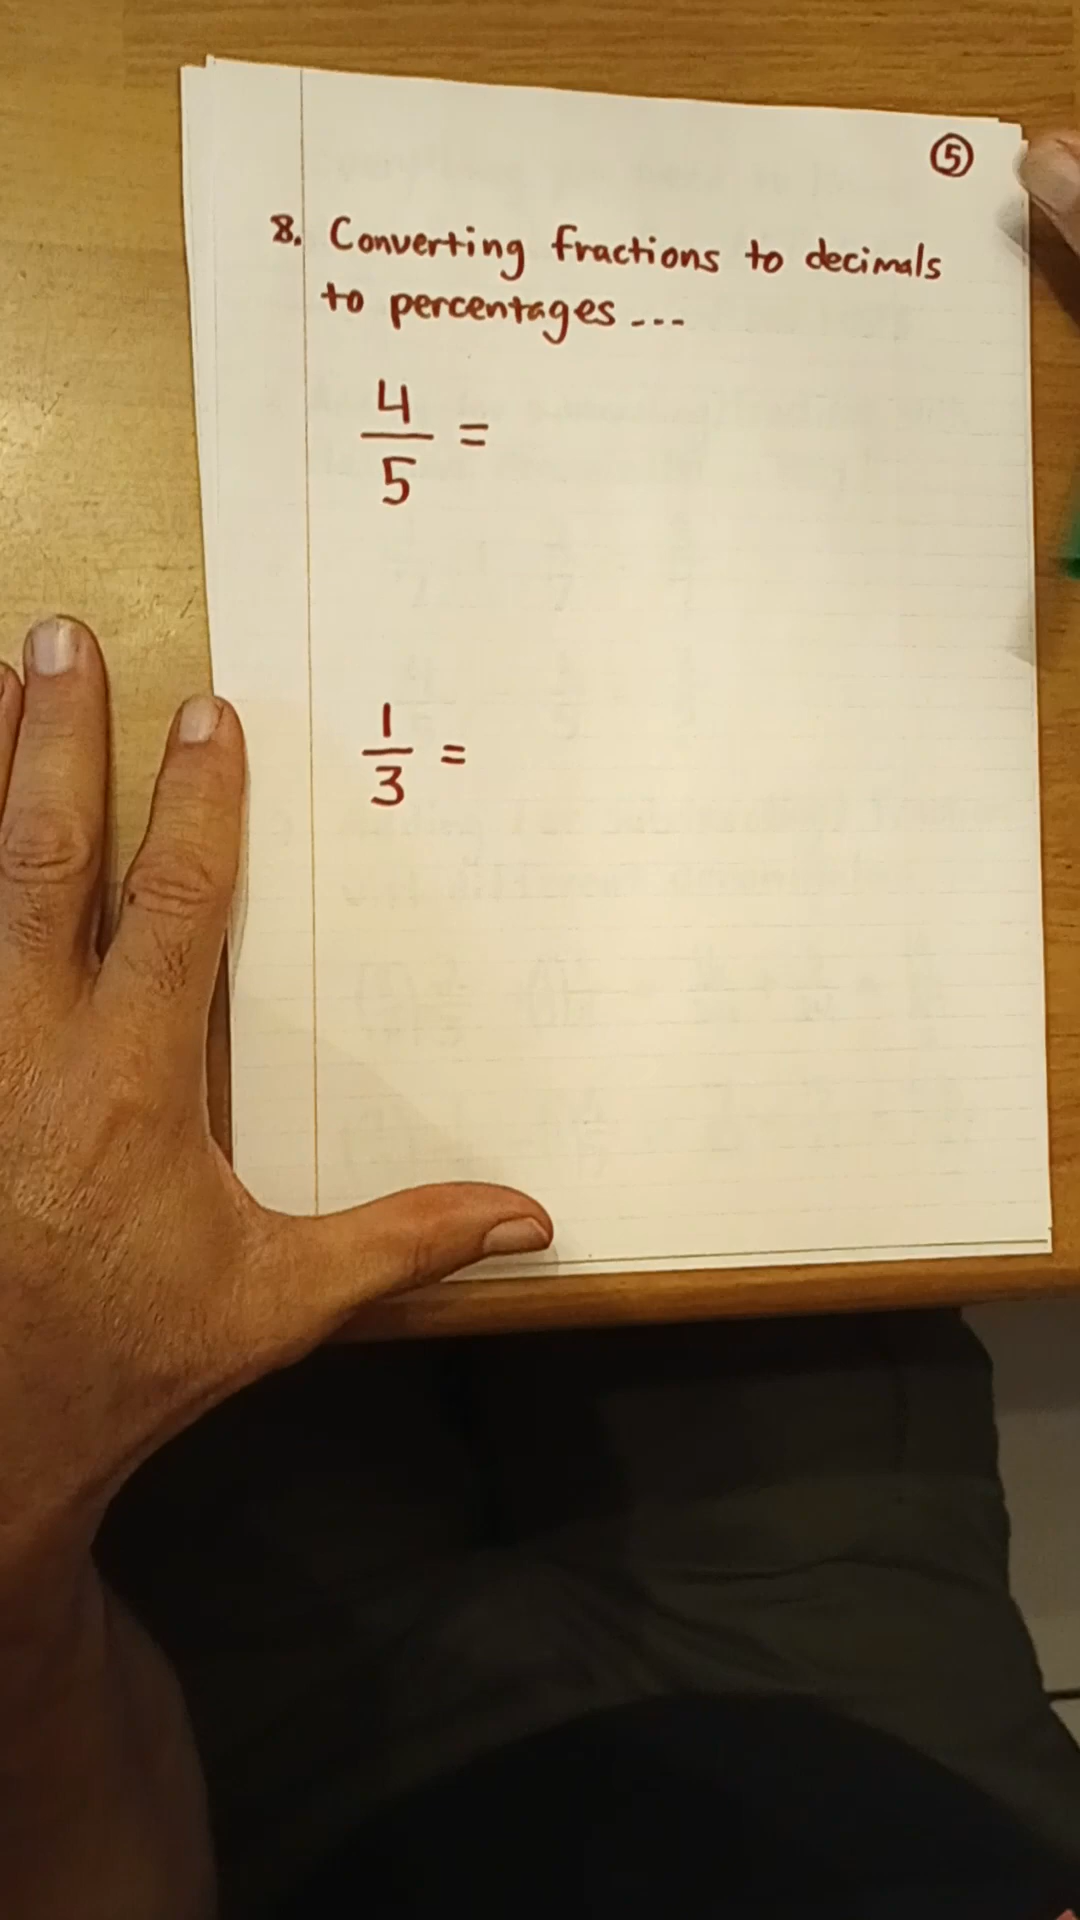 ⑤
8. Converting fractions to decimals
to percentages ---
4/5 =
1/3 =